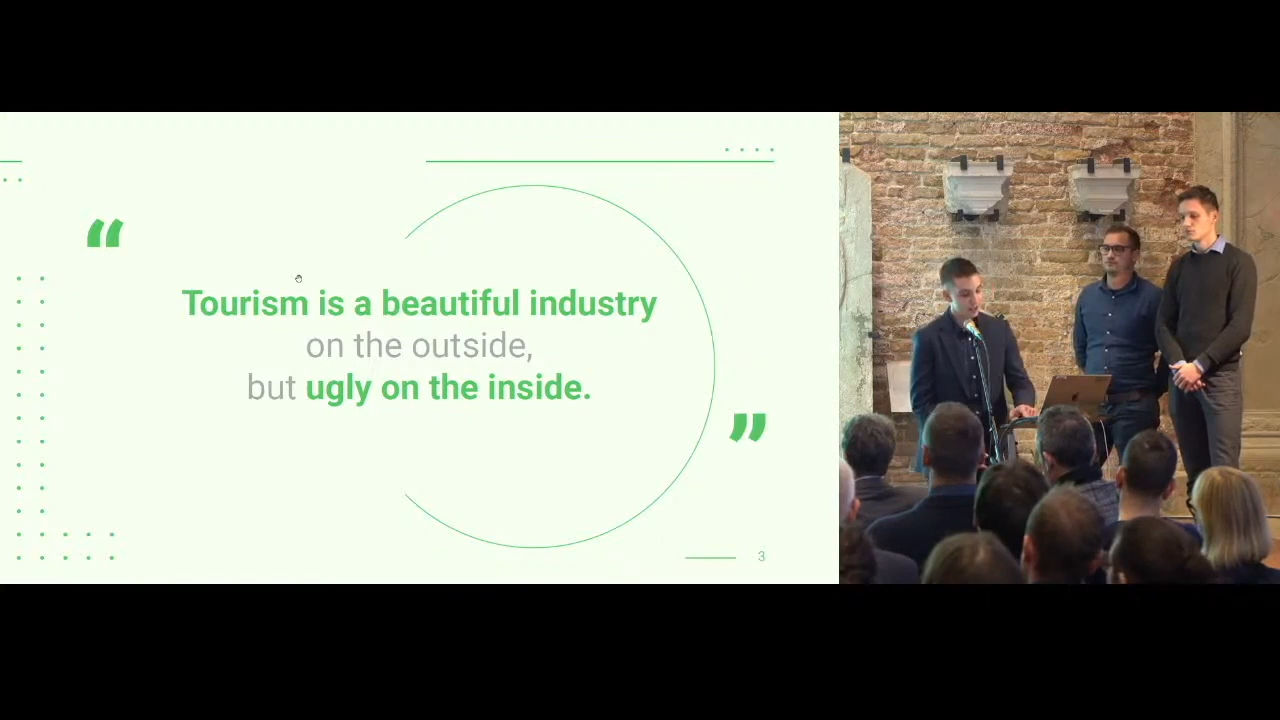 “
Tourism is a beautiful industry
on the outside,
but ugly on the inside.
”
3